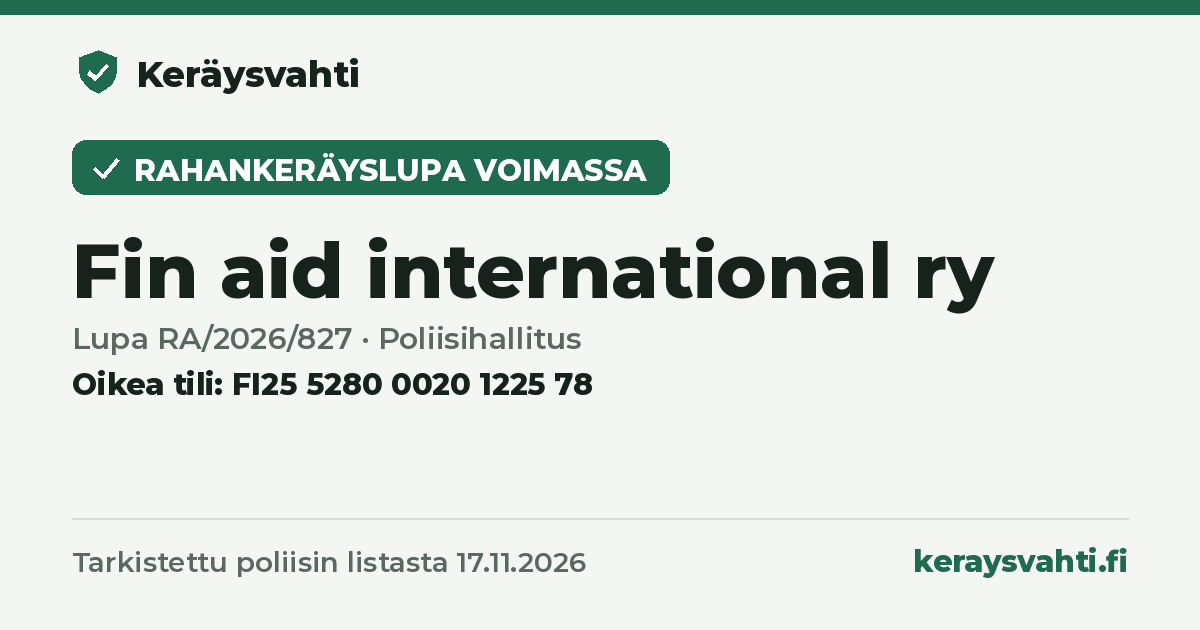 Keräysvahti
RAHANKERÄYSLUPA VOIMASSA
Fin aid international ry
Lupa RA/2026/827 · Poliisihallitus
Oikea tili: FI25 5280 0020 1225 78
Tarkistettu poliisin listasta 17.11.2026
keraysvahti.fi